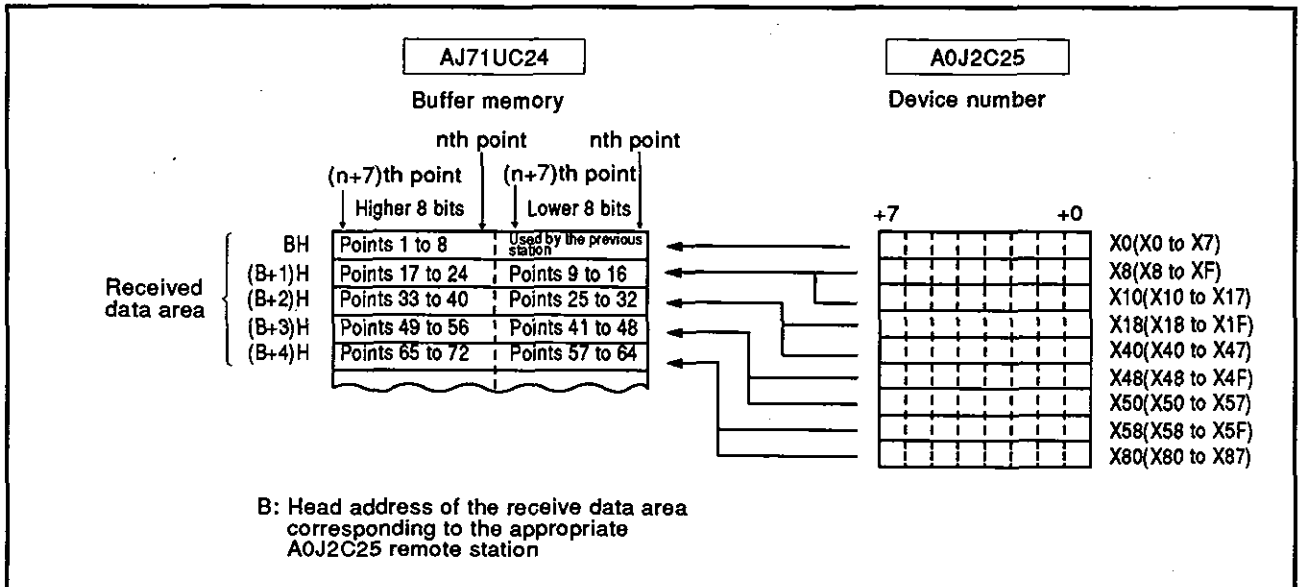 AJ71UC24 A0J2C25
Buffer memory Device number
nth point nth point
(n+7)th point (n+7)th point
Higher 8 bits Lower 8 bits
+7 +0
BH Points 1 to 8 Used by the previous station X0(X0 to X7)
(B+1)H Points 17 to 24 Points 9 to 16 X8(X8 to XF)
Received data area
(B+2)H Points 33 to 40 Points 25 to 32 X10(X10 to X17)
(B+3)H Points 49 to 56 Points 41 to 48 X18(X18 to X1F)
(B+4)H Points 65 to 72 Points 57 to 64 X40(X40 to X47)
X48(X48 to X4F)
X50(X50 to X57)
X58(X58 to X5F)
X80(X80 to X87)
B: Head address of the receive data area
corresponding to the appropriate
A0J2C25 remote station